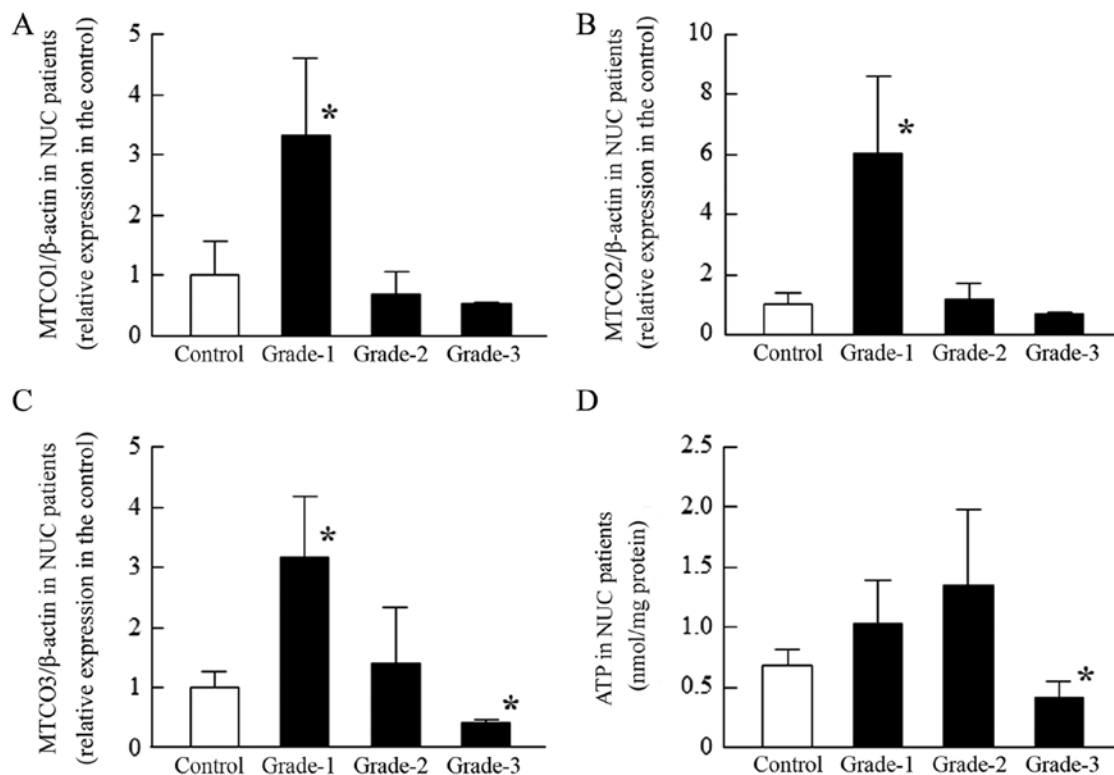 A
MTCO1/β-actin in NUC patients
(relative expression in the control)
5
4
3
2
1
0
*
Control Grade-1 Grade-2 Grade-3
B
MTCO2/β-actin in NUC patients
(relative expression in the control)
10
8
6
4
2
0
*
Control Grade-1 Grade-2 Grade-3
C
MTCO3/β-actin in NUC patients
(relative expression in the control)
5
4
3
2
1
0
*
*
Control Grade-1 Grade-2 Grade-3
D
ATP in NUC patients
(nmol/mg protein)
2.5
2.0
1.5
1.0
0.5
0
*
Control Grade-1 Grade-2 Grade-3